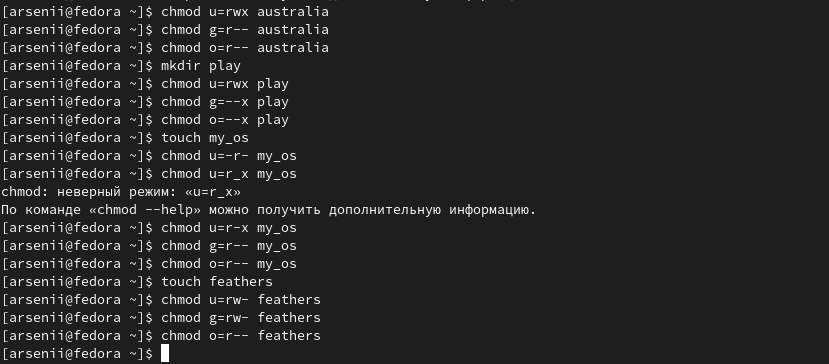 [arsenii@fedora ~]$ chmod u=rwx australia
[arsenii@fedora ~]$ chmod g=r-- australia
[arsenii@fedora ~]$ chmod o=r-- australia
[arsenii@fedora ~]$ mkdir play
[arsenii@fedora ~]$ chmod u=rwx play
[arsenii@fedora ~]$ chmod g=--x play
[arsenii@fedora ~]$ chmod o=--x play
[arsenii@fedora ~]$ touch my_os
[arsenii@fedora ~]$ chmod u=-r- my_os
[arsenii@fedora ~]$ chmod u=r_x my_os
chmod: неверный режим: «u=r_x»
По команде «chmod --help» можно получить дополнительную информацию.
[arsenii@fedora ~]$ chmod u=r-x my_os
[arsenii@fedora ~]$ chmod g=r-- my_os
[arsenii@fedora ~]$ chmod o=r-- my_os
[arsenii@fedora ~]$ touch feathers
[arsenii@fedora ~]$ chmod u=rw- feathers
[arsenii@fedora ~]$ chmod g=rw- feathers
[arsenii@fedora ~]$ chmod o=r-- feathers
[arsenii@fedora ~]$